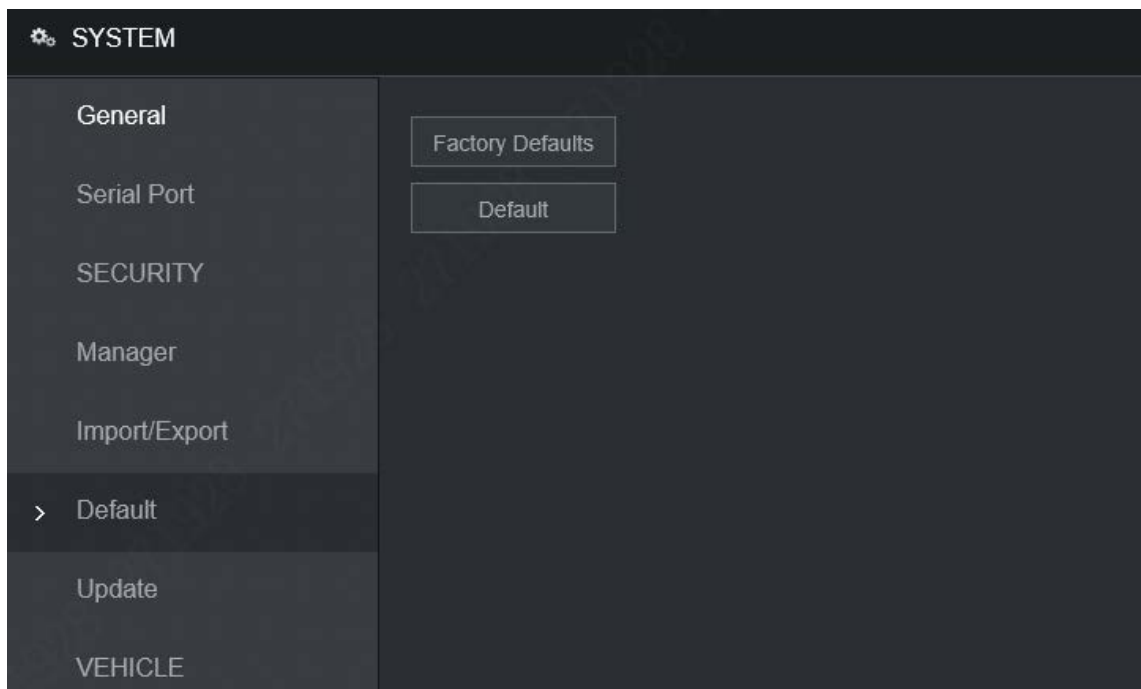 SYSTEM
General
Serial Port
SECURITY
Manager
Import/Export
Default
Update
VEHICLE
Factory Defaults
Default